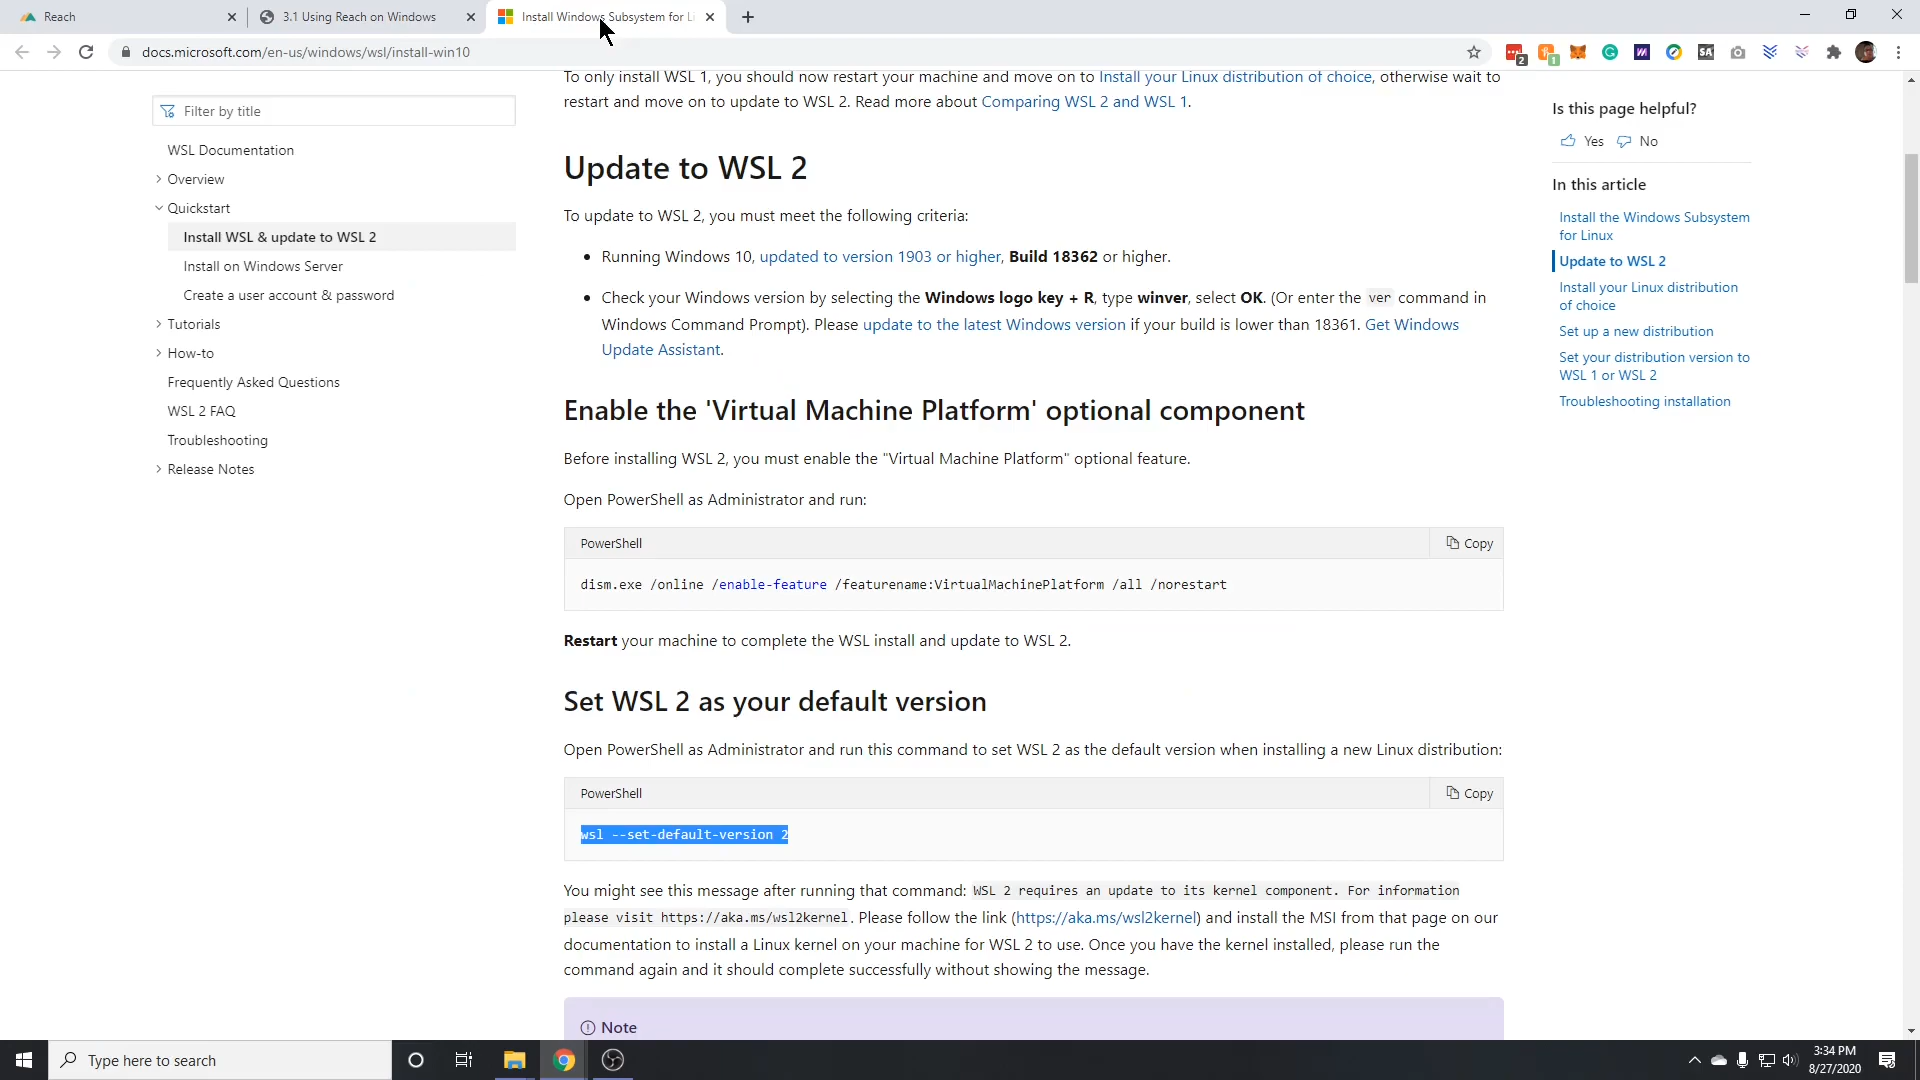 Reach
3.1 Using Reach on Windows
Install Windows Subsystem for Li
docs.microsoft.com/en-us/windows/wsl/install-win10
2
1
Filter by title
WSL Documentation
Overview
Quickstart
Install WSL & update to WSL 2
Install on Windows Server
Create a user account & password
Tutorials
How-to
Frequently Asked Questions
WSL 2 FAQ
Troubleshooting
Release Notes
To only install WSL 1, you should now restart your machine and move on to Install your Linux distribution of choice, otherwise wait to
restart and move on to update to WSL 2. Read more about Comparing WSL 2 and WSL 1.
Update to WSL 2
To update to WSL 2, you must meet the following criteria:
• Running Windows 10, updated to version 1903 or higher, Build 18362 or higher.
• Check your Windows version by selecting the Windows logo key + R, type winver, select OK. (Or enter the ver command in
Windows Command Prompt). Please update to the latest Windows version if your build is lower than 18361. Get Windows
Update Assistant.
Enable the 'Virtual Machine Platform' optional component
Before installing WSL 2, you must enable the "Virtual Machine Platform" optional feature.
Open PowerShell as Administrator and run:
PowerShell
Copy
dism.exe /online /enable-feature /featurename:VirtualMachinePlatform /all /norestart
Restart your machine to complete the WSL install and update to WSL 2.
Set WSL 2 as your default version
Open PowerShell as Administrator and run this command to set WSL 2 as the default version when installing a new Linux distribution:
PowerShell
Copy
wsl --set-default-version 2
You might see this message after running that command: WSL 2 requires an update to its kernel component. For information
please visit https://aka.ms/wsl2kernel. Please follow the link (https://aka.ms/wsl2kernel) and install the MSI from that page on our
documentation to install a Linux kernel on your machine for WSL 2 to use. Once you have the kernel installed, please run the
command again and it should complete successfully without showing the message.
Note
Is this page helpful?
Yes
No
In this article
Install the Windows Subsystem
for Linux
Update to WSL 2
Install your Linux distribution
of choice
Set up a new distribution
Set your distribution version to
WSL 1 or WSL 2
Troubleshooting installation
Type here to search
3:34 PM
8/27/2020